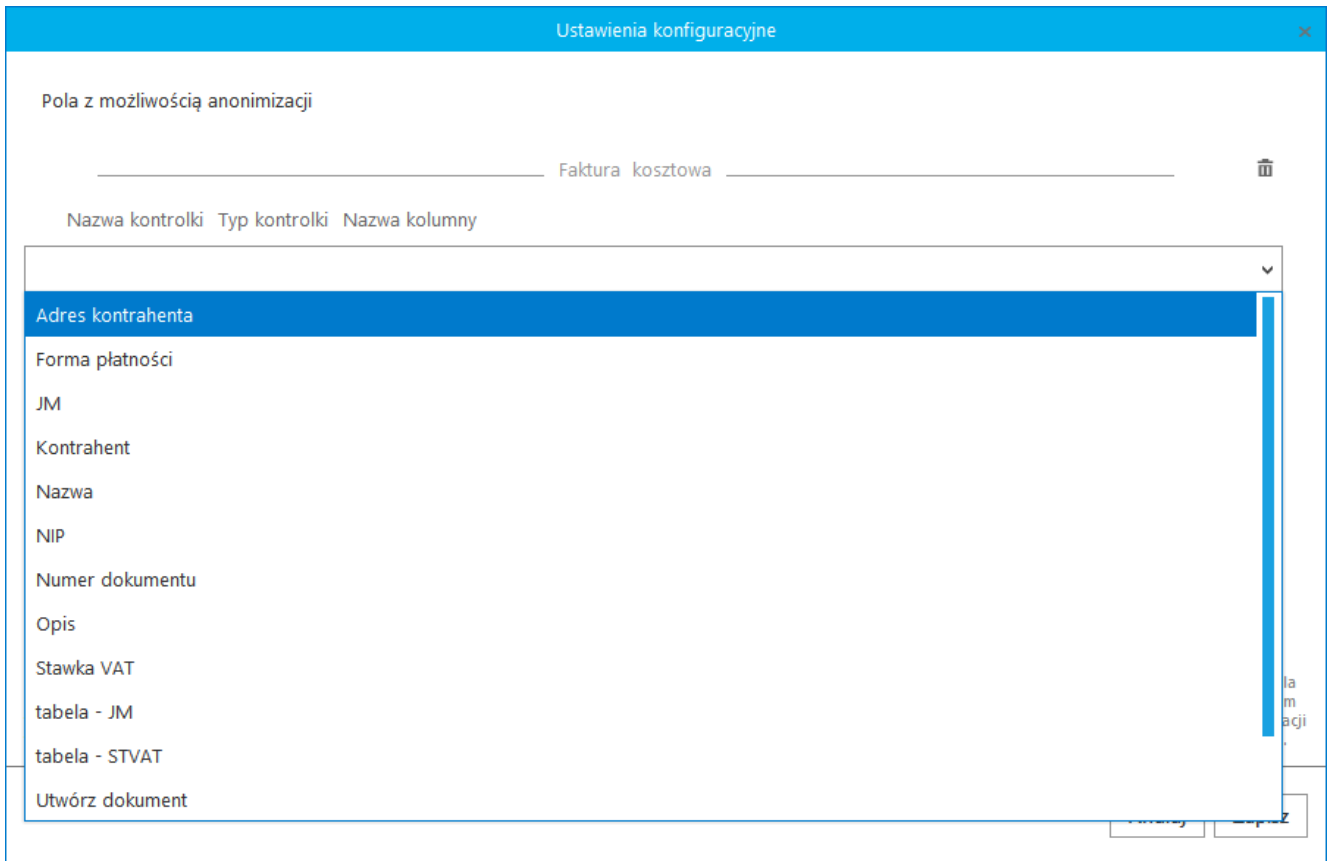 Ustawienia konfiguracyjne
Pola z możliwością anonimizacji
Faktura kosztowa
Nazwa kontrolki Typ kontrolki Nazwa kolumny
Adres kontrahenta
Forma płatności
JM
Kontrahent
Nazwa
NIP
Numer dokumentu
Opis
Stawka VAT
tabela - JM
tabela - STVAT
Utwórz dokument